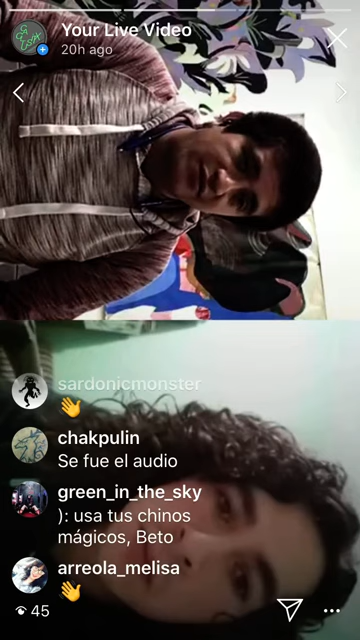 Your Live Video
20h ago
sardonicmonster
👋
chakpulin
Se fue el audio
green_in_the_sky
): usa tus chinos
mágicos, Beto
arreola_melisa
👋
45